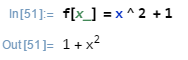 In[51]:= f[x_] = x^2 + 1
Out[51]= 1 + x²